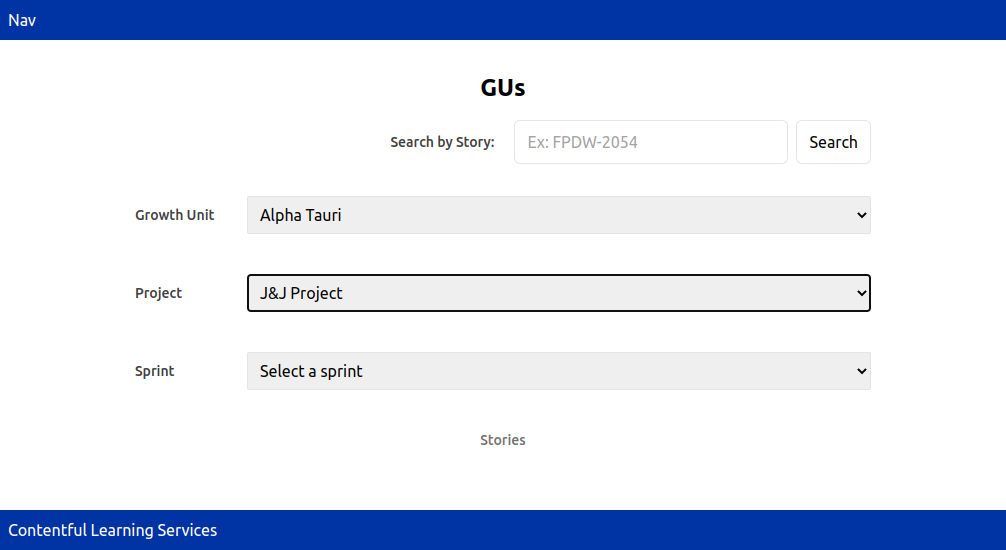 Nav
GUs
Search by Story: Ex: FPDW-2054 Search
Growth Unit Alpha Tauri
Project J&J Project
Sprint Select a sprint
Stories
Contentful Learning Services